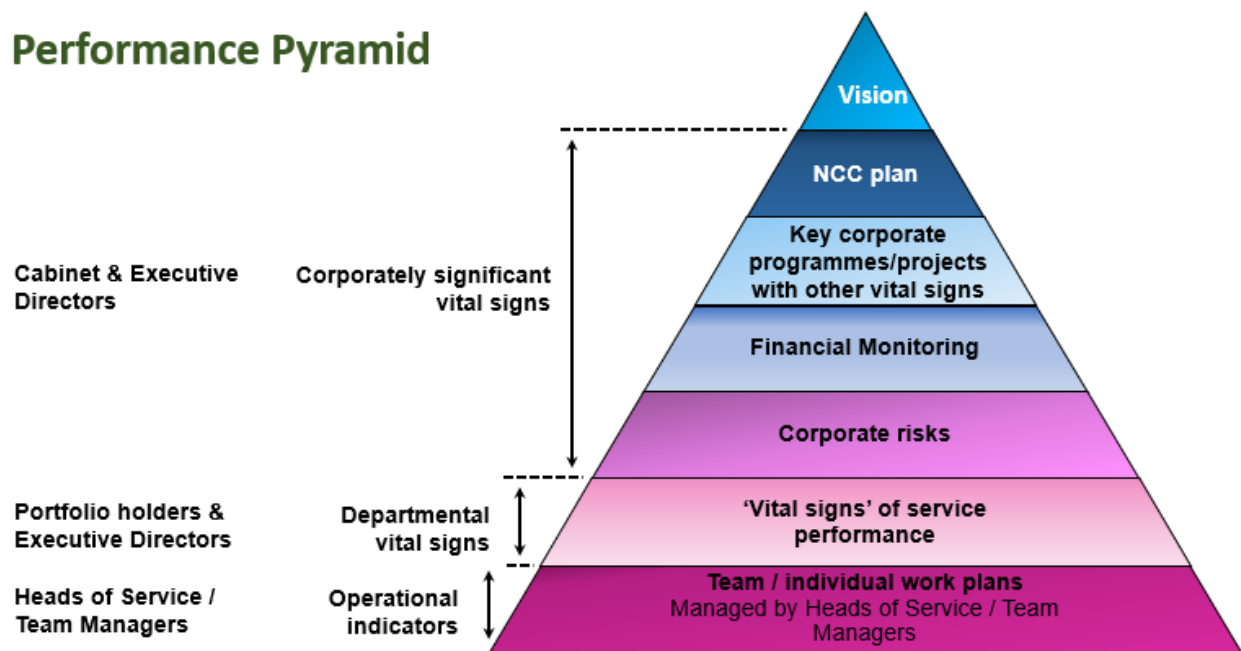 Performance Pyramid
Vision
NCC plan
Key corporate
programmes/projects
with other vital signs
Cabinet & Executive
Directors
Corporately significant
vital signs
Financial Monitoring
Corporate risks
Portfolio holders &
Executive Directors
Departmental
vital signs
‘Vital signs’ of service
performance
Heads of Service /
Team Managers
Operational
indicators
Team / individual work plans
Managed by Heads of Service / Team
Managers